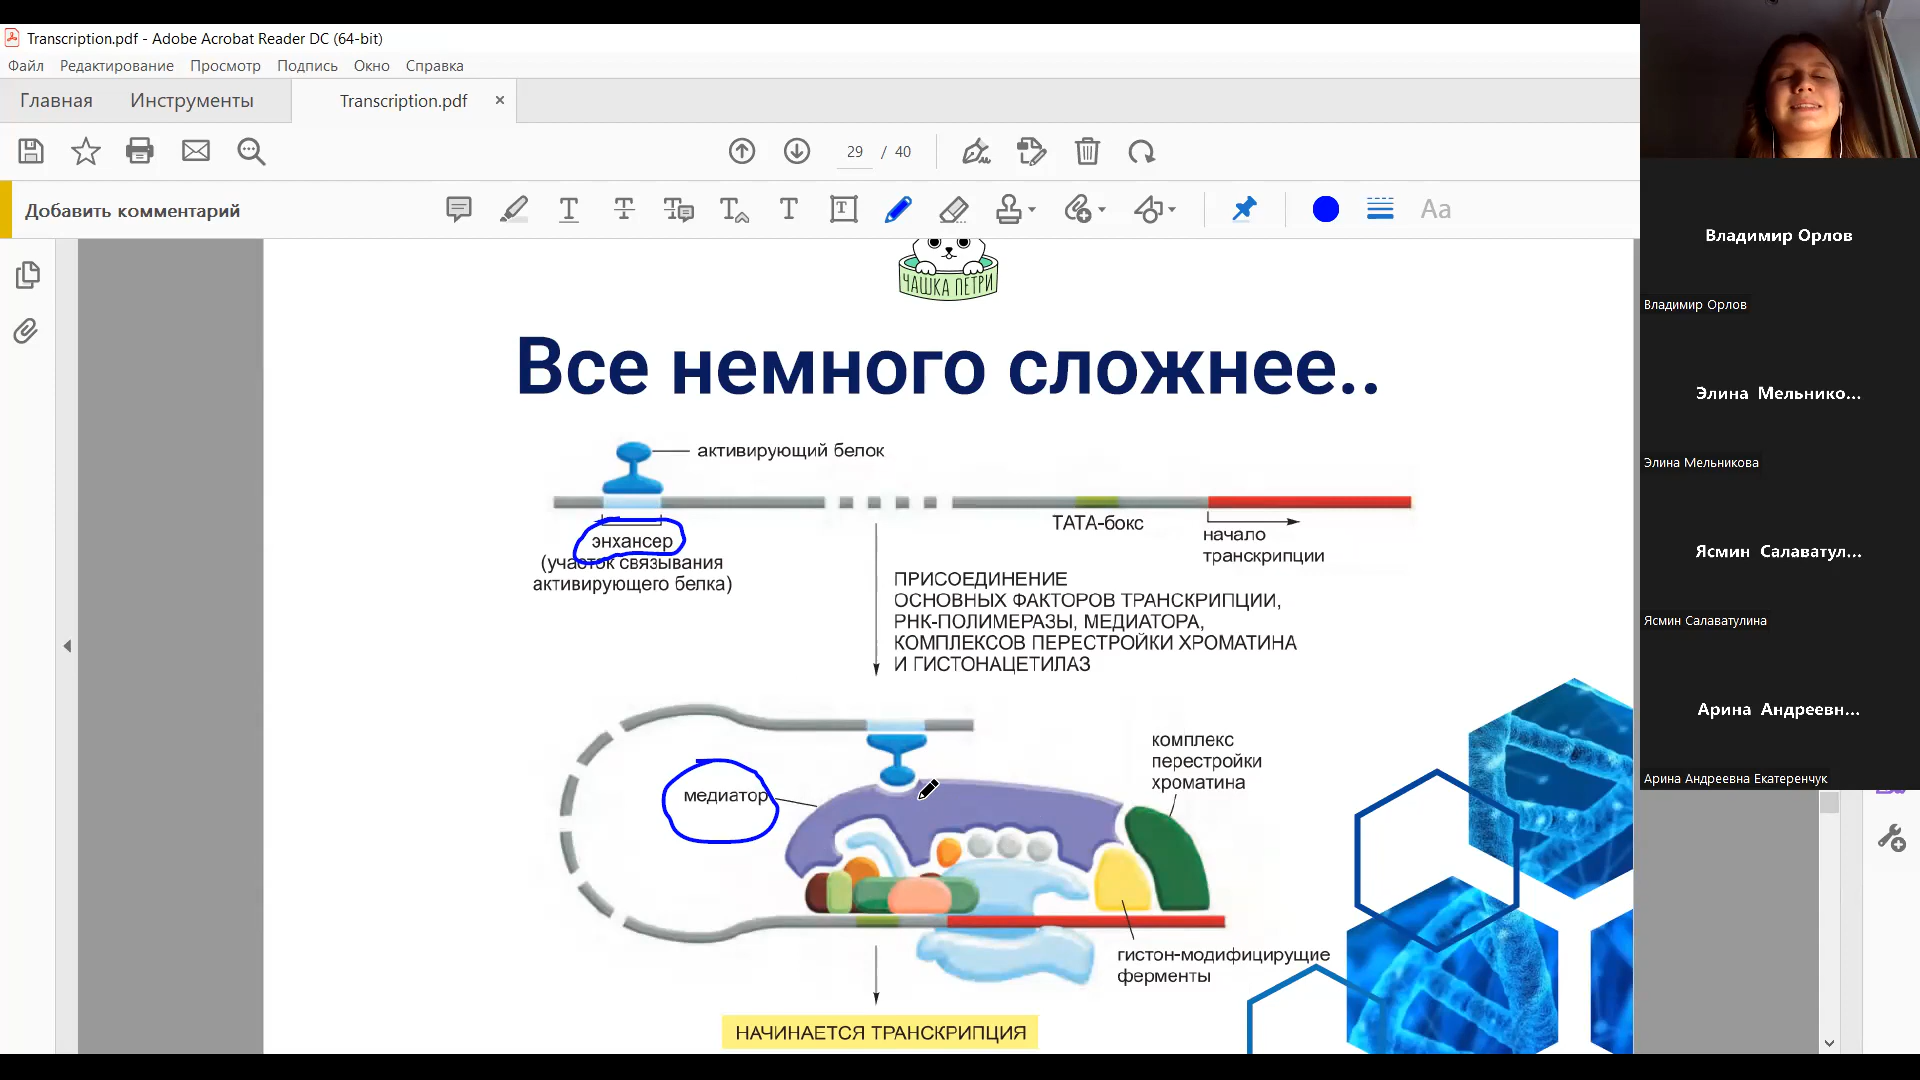 Transcription.pdf - Adobe Acrobat Reader DC (64-bit)
Файл Редактирование Просмотр Подпись Окно Справка
Главная Инструменты Transcription.pdf ×
29 / 40
Добавить комментарий
T T T T T T Aa
ЧАШКА ПЕТРИ
Все немного сложнее..
активирующий белок
энхансер
(участок связывания
активирующего белка)
ТАТА-бокс
начало
транскрипции
ПРИСОЕДИНЕНИЕ
ОСНОВНЫХ ФАКТОРОВ ТРАНСКРИПЦИИ,
РНК-ПОЛИМЕРАЗЫ, МЕДИАТОРА,
КОМПЛЕКСОВ ПЕРЕСТРОЙКИ ХРОМАТИНА
И ГИСТОНАЦЕТИЛАЗ
медиатор
комплекс
перестройки
хроматина
гистон-модифицирущие
ферменты
НАЧИНАЕТСЯ ТРАНСКРИПЦИЯ
Владимир Орлов
Владимир Орлов
Элина Мельнико...
Элина Мельникова
Ясмин Салаватул...
Ясмин Салаватулина
Арина Андреевн...
Арина Андреевна Екатеренчук